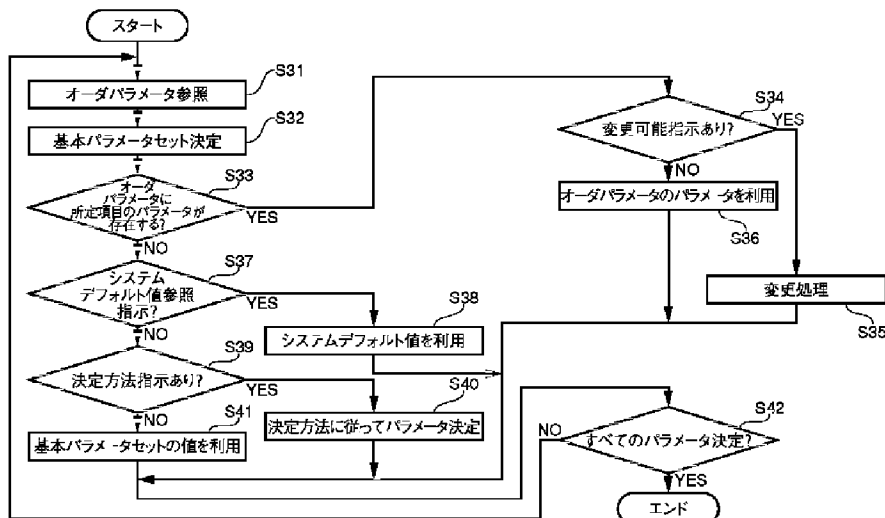 スタート
S31
オーダパラメータ参照
S32
基本パラメータセット決定
S33
オーダ
パラメータに
所定項目のパラメータが
存在する?
YES
NO
S34
変更可能指示あり?
YES
NO
オーダパラメータのパラメータを利用
S36
変更処理
S35
S37
システム
デフォルト値参照
指示?
YES
NO
S38
システムデフォルト値を利用
S39
決定方法指示あり?
YES
NO
S40
決定方法に従ってパラメータ決定
S41
基本パラメータセットの値を利用
S42
すべてのパラメータ決定?
NO
YES
エンド